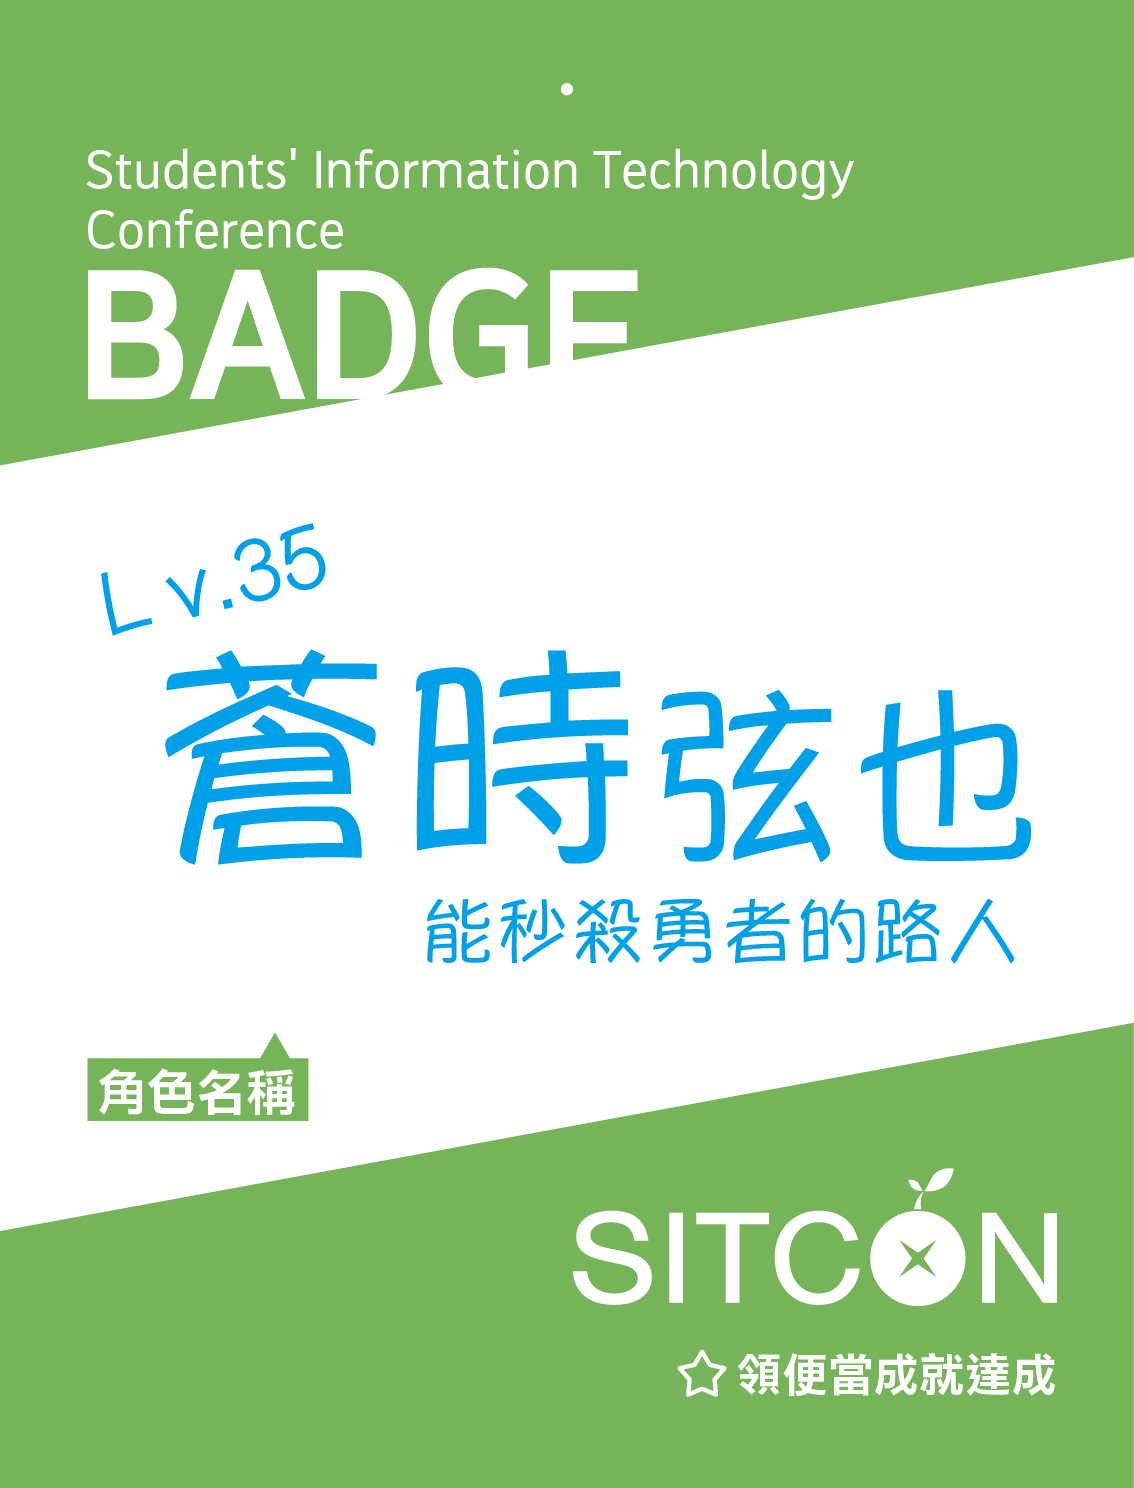 Students' Information Technology
Conference
BADGE
Lv.35
蒼時弦也
能秒殺勇者的路人
角色名稱
SITCON
領便當成就達成